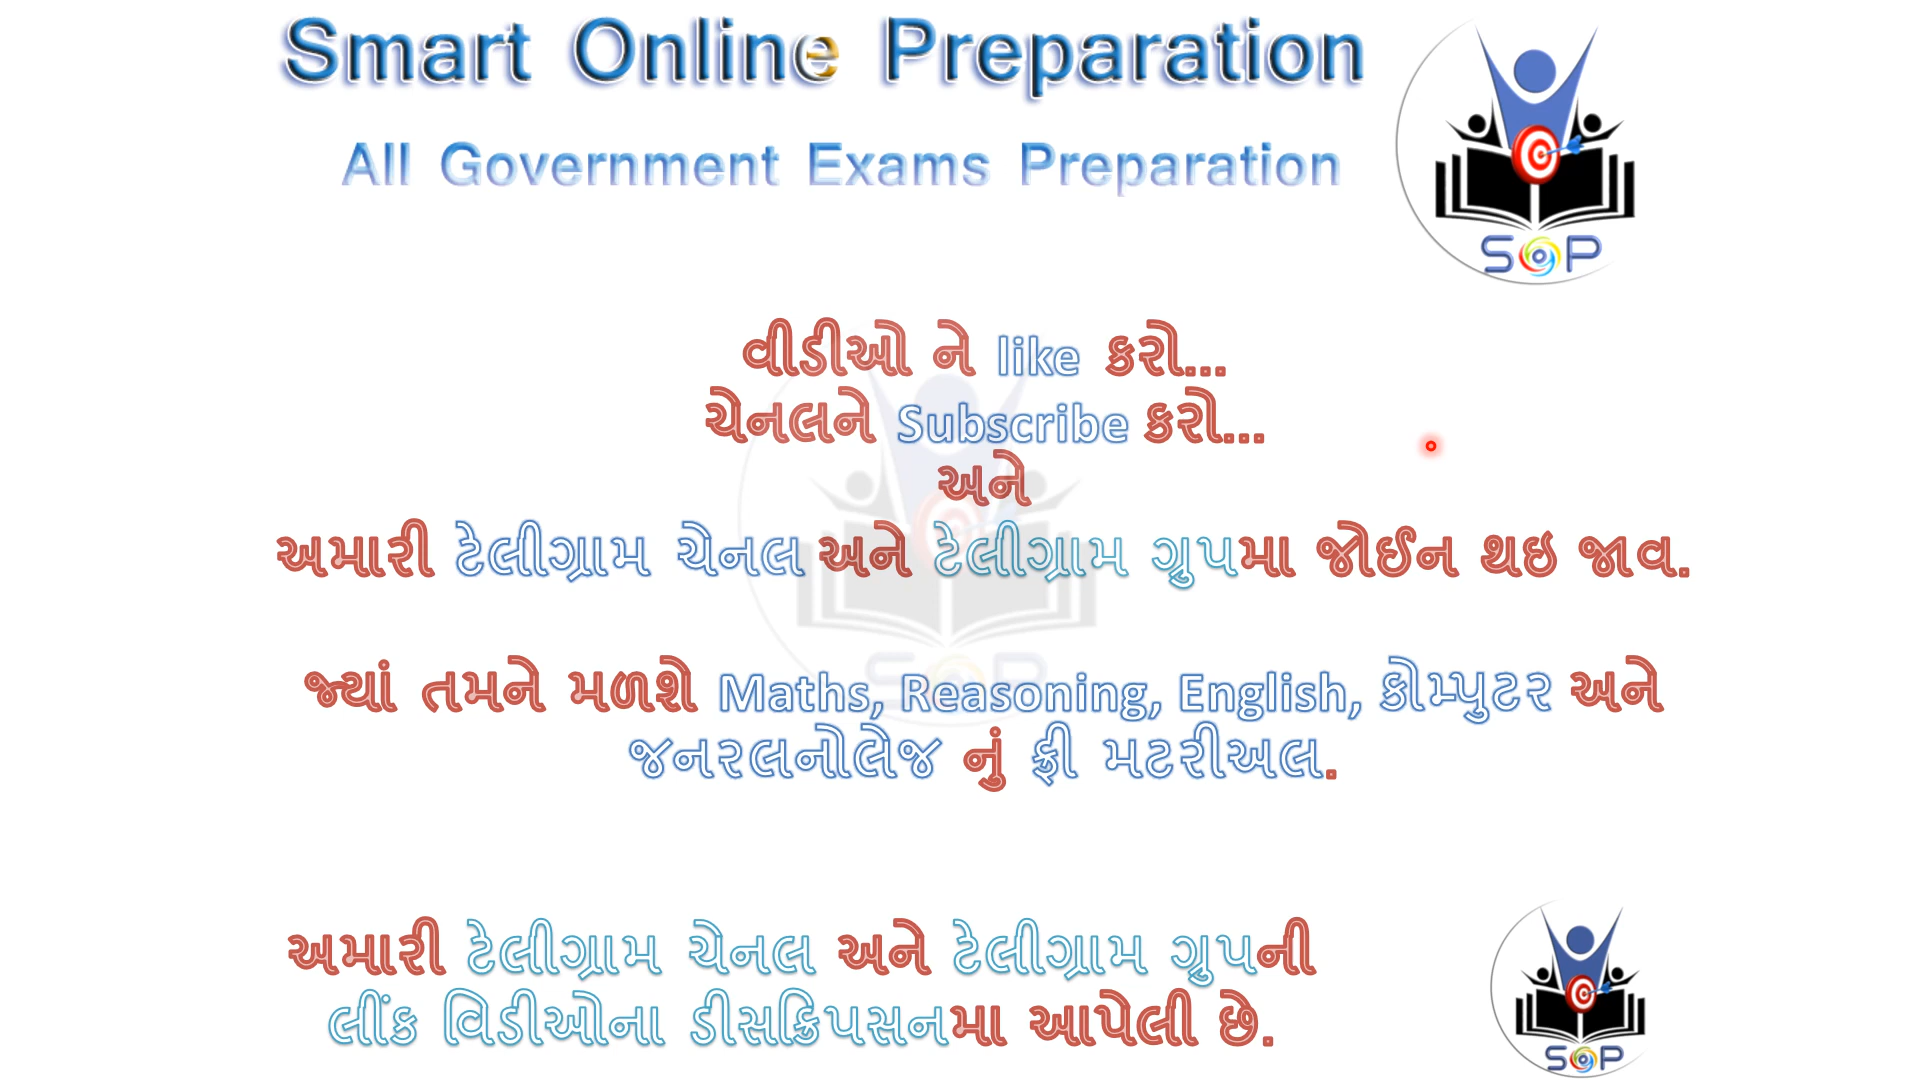 Smart Online Preparation
All Government Exams Preparation
SOP
વીડીઓ ને like કરો...
ચેનલને Subscribe કરો...
અને
અમારી ટેલીગ્રામ ચેનલ અને ટેલીગ્રામ ગ્રુપમા જોઈન થઇ જાવ.
જ્યાં તમને મળશે Maths, Reasoning, English, કોમ્પુટર અને
જનરલનોલેજ નું ફ્રી મટરીઅલ.
SOP
અમારી ટેલીગ્રામ ચેનલ અને ટેલીગ્રામ ગ્રુપની
લીંક વિડીઓના ડીસક્રિપસનમા આપેલી છે.
SOP